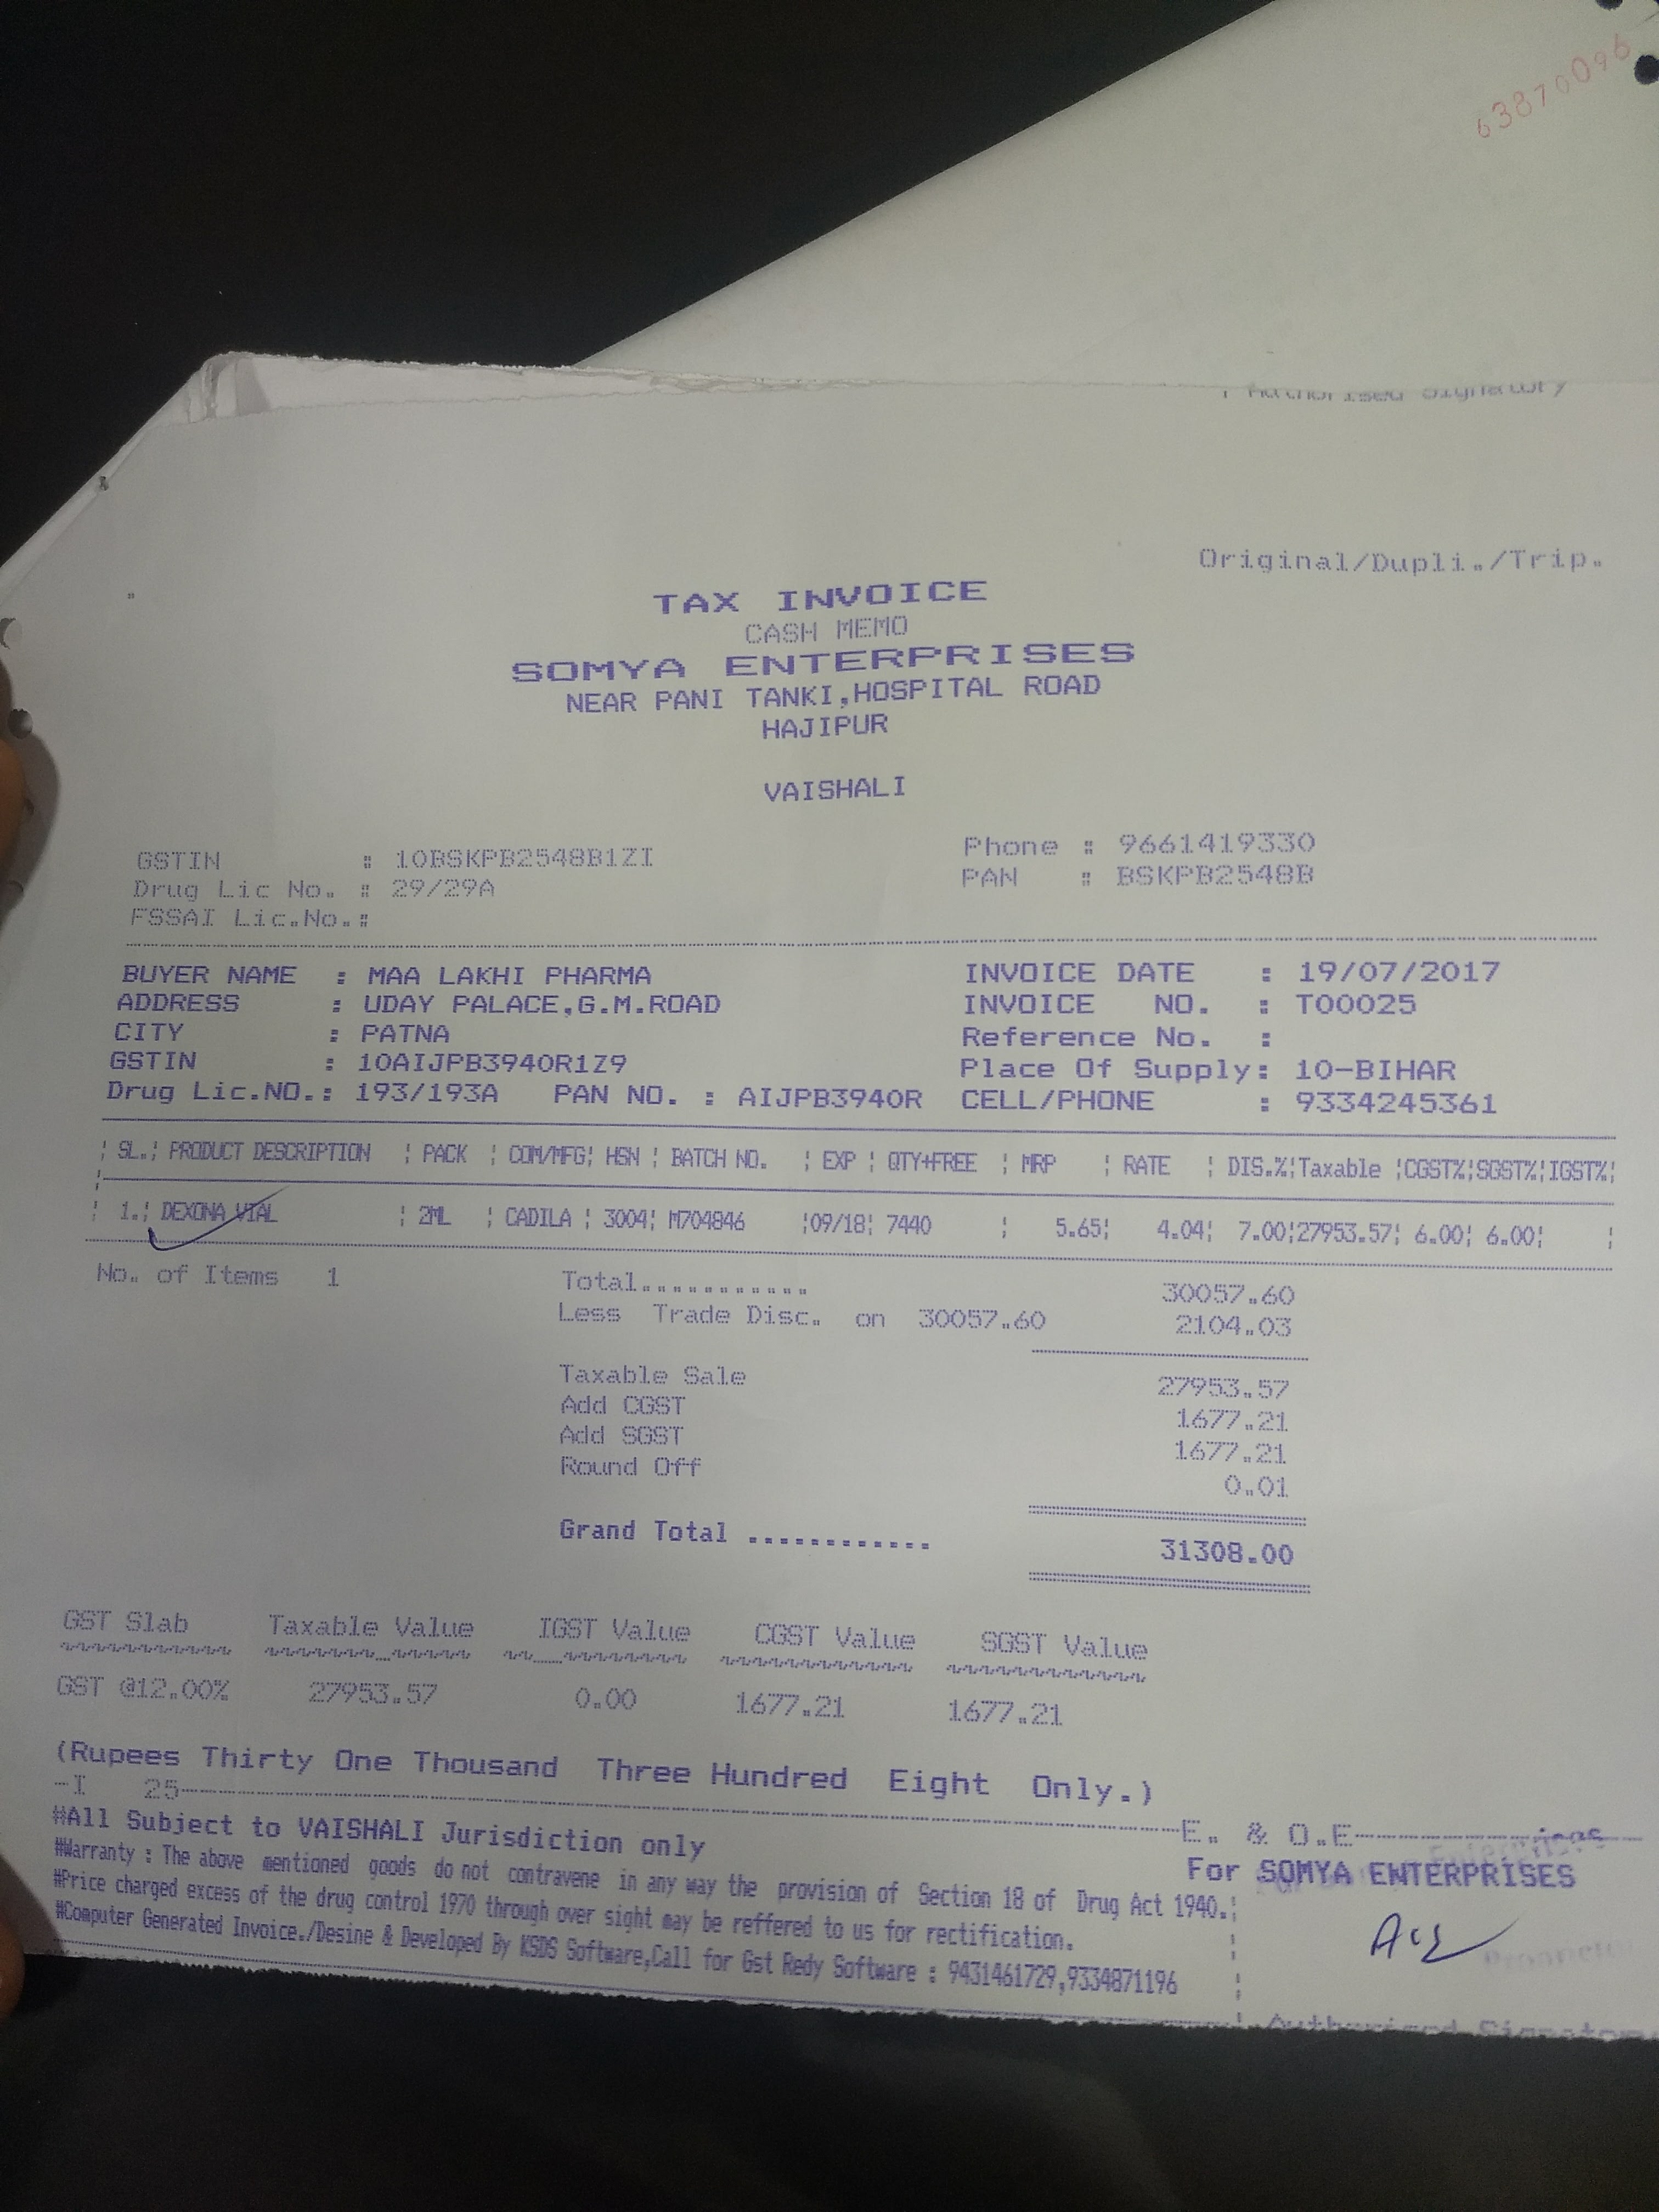 63870096
Authorised Signatory
Original/Dupli./Trip.
TAX INVOICE
CASH MEMO
SOMYA ENTERPRISES
NEAR PANI TANKI,HOSPITAL ROAD
HAJIPUR
VAISHALI
GSTIN : 10BSKPB2548B1ZI Phone : 9661419330
Drug Lic No. : 29/29A PAN : BSKPB2548B
FSSAI Lic.No.:
BUYER NAME : MAA LAKHI PHARMA INVOICE DATE : 19/07/2017
ADDRESS : UDAY PALACE,G.M.ROAD INVOICE NO. : T00025
CITY : PATNA Reference No. :
GSTIN : 10AIJPB3940R1Z9 Place Of Supply: 10-BIHAR
Drug Lic.NO.: 193/193A PAN NO. : AIJPB3940R CELL/PHONE : 9334245361
¦ SL.¦ PRODUCT DESCRIPTION ¦ PACK ¦ COM/MFG¦ HSN ¦ BATCH NO. ¦ EXP ¦ QTY+FREE ¦ MRP ¦ RATE ¦ DIS.%¦Taxable ¦CGST%¦SGST%¦IGST%¦
¦ 1.¦ DEXONA VIAL ¦ 2ML ¦ CADILA ¦ 3004¦ M704846 ¦09/18¦ 7440 ¦ 5.65¦ 4.04¦ 7.00¦27953.57¦ 6.00¦ 6.00¦ ¦
No. of Items 1 Total........... 30057.60
Less Trade Disc. on 30057.60 2104.03
Taxable Sale 27953.57
Add CGST 1677.21
Add SGST 1677.21
Round Off 0.01
Grand Total ............ 31308.00
GST Slab Taxable Value IGST Value CGST Value SGST Value
GST @12.00% 27953.57 0.00 1677.21 1677.21
(Rupees Thirty One Thousand Three Hundred Eight Only.)
-I 25-----E. & O.E-----
#All Subject to VAISHALI Jurisdiction only
For SOMYA ENTERPRISES
#Warranty : The above mentioned goods do not contravene in any way the provision of Section 18 of Drug Act 1940.¦
#Price charged excess of the drug control 1970 through over sight may be reffered to us for rectification.
#Computer Generated Invoice./Desine & Developed By KSDS Software,Call for Gst Redy Software : 9431461729,9334871196
Authorised Signatory